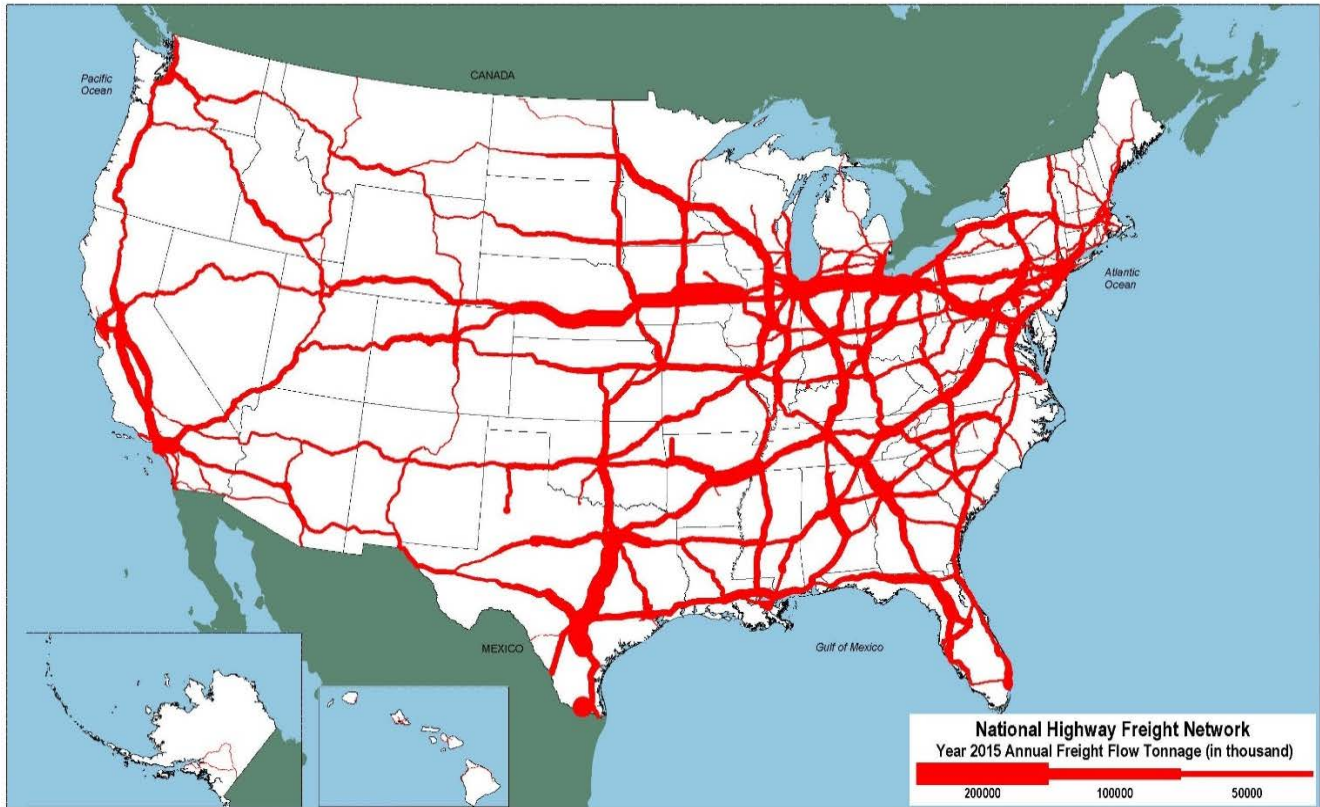 Pacific
Ocean
CANADA
Atlantic
Ocean
MEXICO
Gulf of Mexico
National Highway Freight Network
Year 2015 Annual Freight Flow Tonnage (in thousand)
200000 100000 50000